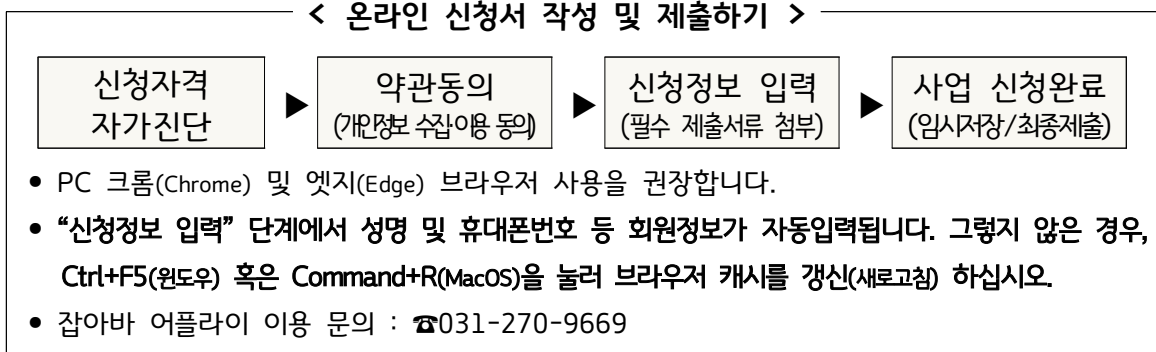 < 온라인 신청서 작성 및 제출하기 >
신청자격
자가진단
▶
약관동의
(개인정보 수집·이용 동의)
▶
신청정보 입력
(필수 제출서류 첨부)
▶
사업 신청완료
(임시저장/최종제출)
• PC 크롬(Chrome) 및 엣지(Edge) 브라우저 사용을 권장합니다.
• “신청정보 입력” 단계에서 성명 및 휴대폰번호 등 회원정보가 자동입력됩니다. 그렇지 않은 경우,
Ctrl+F5(윈도우) 혹은 Command+R(MacOS)을 눌러 브라우저 캐시를 갱신(새로고침) 하십시오.
• 잡아바 어플라이 이용 문의 : ☎031-270-9669